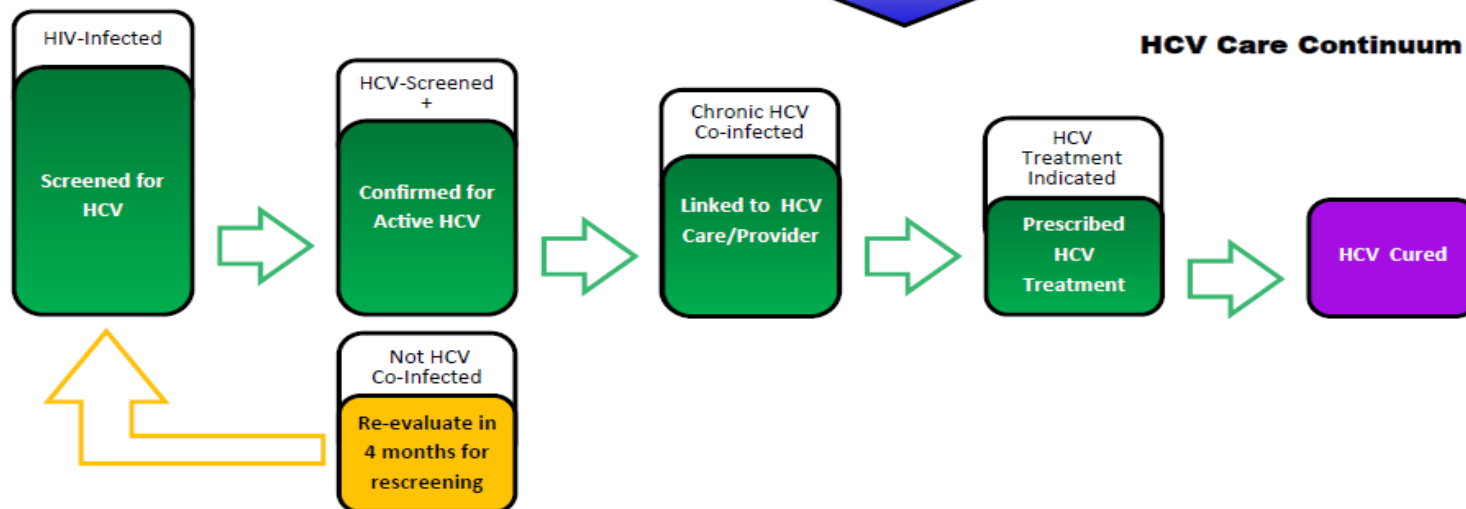 HCV Care Continuum
HIV-Infected
Screened for
HCV
HCV-Screened
+
Confirmed for
Active HCV
Chronic HCV
Co-infected
Linked to HCV
Care/Provider
HCV
Treatment
Indicated
Prescribed
HCV
Treatment
HCV Cured
Not HCV
Co-Infected
Re-evaluate in
4 months for
rescreening